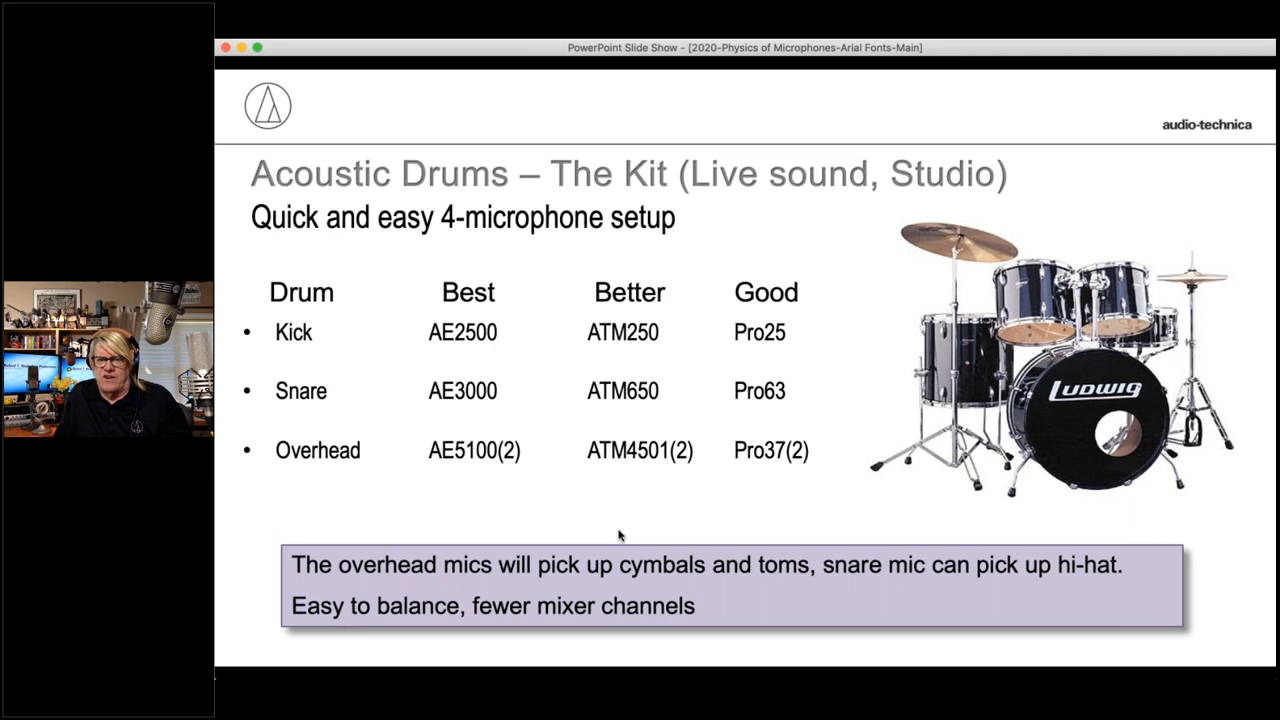 PowerPoint Slide Show - [2020-Physics of Microphones-Arial Fonts-Main]
audio-technica
Acoustic Drums – The Kit (Live sound, Studio)
Quick and easy 4-microphone setup
Drum Best Better Good
• Kick AE2500 ATM250 Pro25
• Snare AE3000 ATM650 Pro63
• Overhead AE5100(2) ATM4501(2) Pro37(2)
LUDWIG
The overhead mics will pick up cymbals and toms, snare mic can pick up hi-hat.
Easy to balance, fewer mixer channels